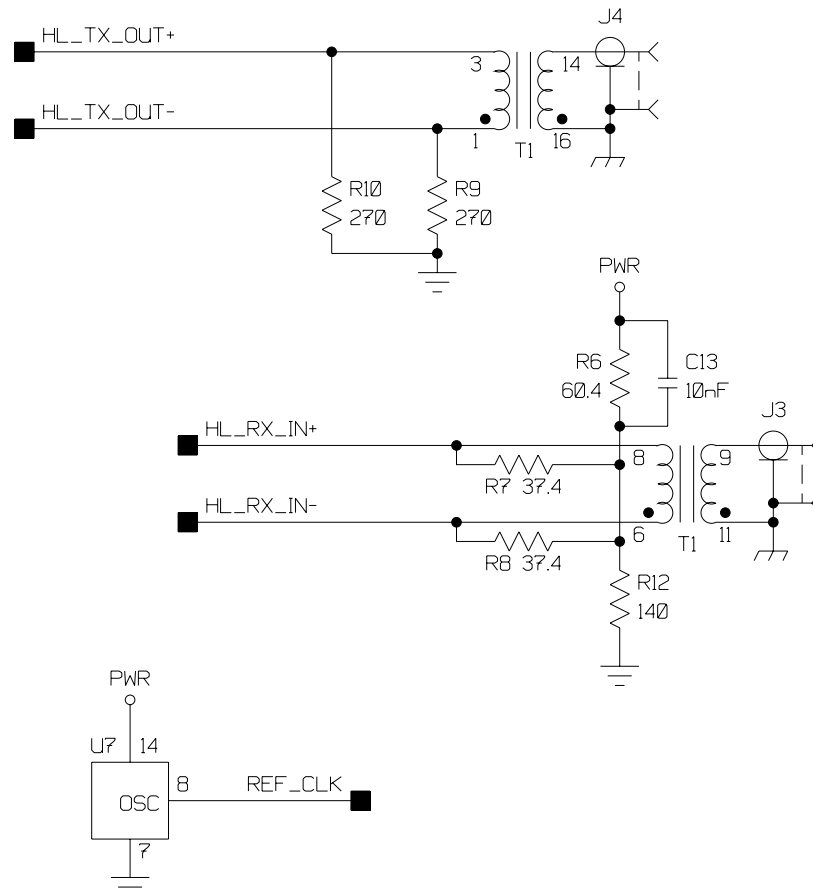 J4
HL_TX_OUT+
3
14
HL_TX_OUT-
1
16
T1
R10
270
R9
270
PWR
R6
60.4
C13
10nF
J3
HL_RX_IN+
8
9
R7 37.4
HL_RX_IN-
6
11
T1
R8 37.4
R12
140
PWR
U7
14
8
REF_CLK
OSC
7